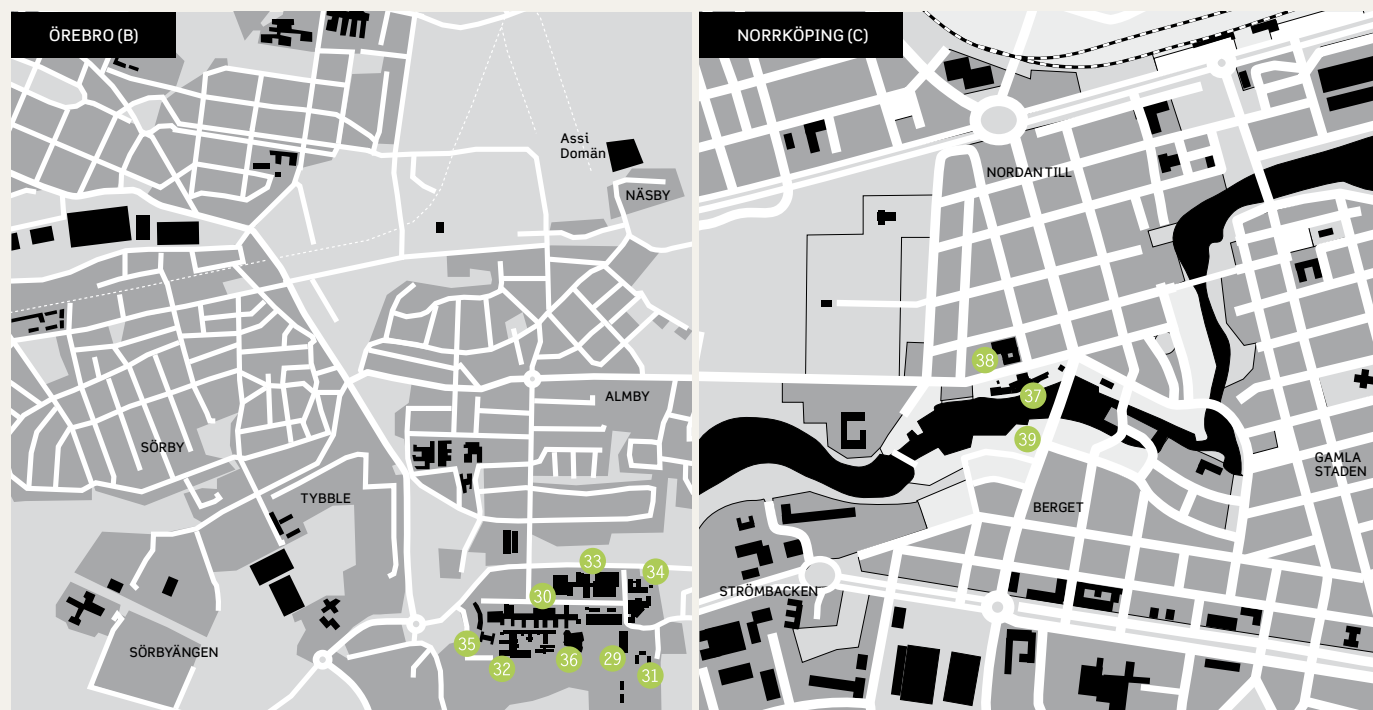 ÖREBRO (B)
Assi
Domän
NÄSBY
ALMBY
SÖRBY
TYBBLE
33
34
30
35
32
36
29
31
SÖRBYÄNGEN
NORRKÖPING (C)
NORDANTILL
38
37
39
GAMLA
STADEN
BERGET
STRÖMBACKEN